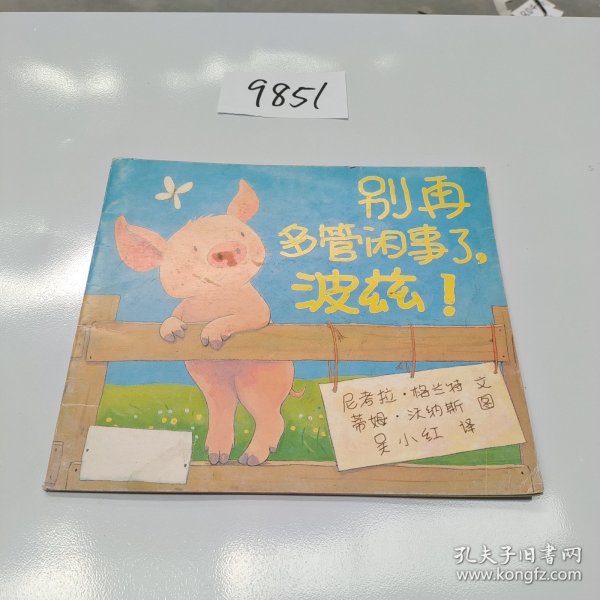 9851
别再
多管闲事了,
波兹!
尼考拉·格兰特 文
蒂姆·沃纳斯 图
吴小红 译
孔夫子旧书网
www.kongfz.com